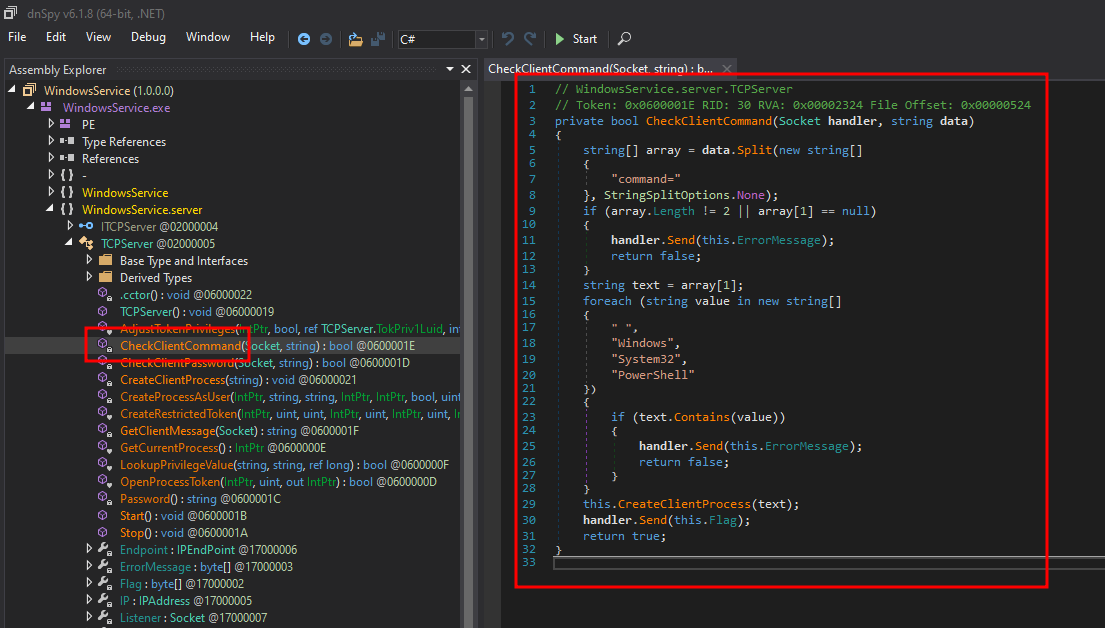 dnSpy v6.1.8 (64-bit, .NET)
File Edit View Debug Window Help C# Start
Assembly Explorer
WindowsService (1.0.0.0)
WindowsService.exe
PE
Type References
References
{ } -
{ } WindowsService
{ } WindowsService.server
ITCPServer @02000004
TCPServer @02000005
Base Type and Interfaces
Derived Types
.cctor() : void @06000022
TCPServer() : void @06000019
AdjustTokenPrivileges(IntPtr, bool, ref TCPServer.TokPriv1Luid, in
CheckClientCommand(Socket, string) : bool @0600001E
CheckClientPassword(Socket, string) : bool @0600001D
CreateClientProcess(string) : void @06000021
CreateProcessAsUser(IntPtr, string, string, IntPtr, IntPtr, bool, uint
CreateRestrictedToken(IntPtr, uint, uint, IntPtr, uint, IntPtr, uint, I
GetClientMessage(Socket) : string @0600001F
GetCurrentProcess() : IntPtr @0600000E
LookupPrivilegeValue(string, string, ref long) : bool @0600000F
OpenProcessToken(IntPtr, uint, out IntPtr) : bool @0600000D
Password() : string @0600001C
Start() : void @0600001B
Stop() : void @0600001A
Endpoint : IPEndPoint @17000006
ErrorMessage : byte[] @17000003
Flag : byte[] @17000002
IP : IPAddress @17000005
Listener : Socket @17000007
CheckClientCommand(Socket, string) : b...
1 // WindowsService.server.TCPServer
2 // Token: 0x0600001E RID: 30 RVA: 0x00002324 File Offset: 0x00000524
3 private bool CheckClientCommand(Socket handler, string data)
4 {
5 string[] array = data.Split(new string[]
6 {
7 "command="
8 }, StringSplitOptions.None);
9 if (array.Length != 2 || array[1] == null)
10 {
11 handler.Send(this.ErrorMessage);
12 return false;
13 }
14 string text = array[1];
15 foreach (string value in new string[]
16 {
17 " ",
18 "Windows",
19 "System32",
20 "PowerShell"
21 })
22 {
23 if (text.Contains(value))
24 {
25 handler.Send(this.ErrorMessage);
26 return false;
27 }
28 }
29 this.CreateClientProcess(text);
30 handler.Send(this.Flag);
31 return true;
32 }
33